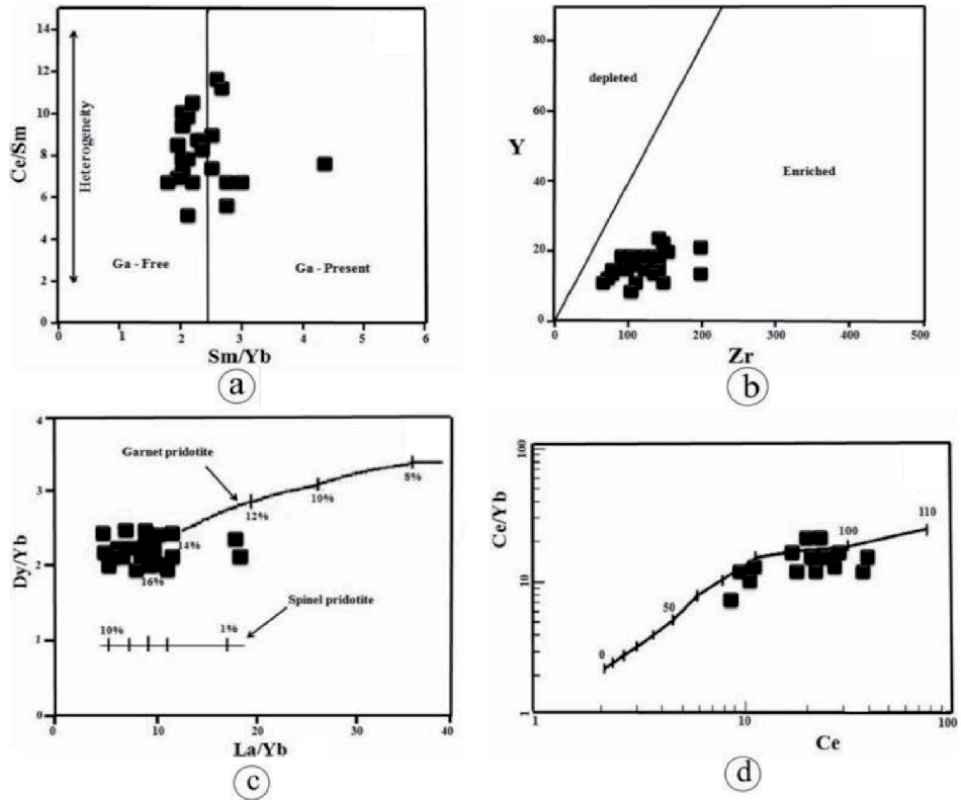 14
12
10
8
6
4
2
0
Ce/Sm
Heterogeneity
Ga - Free
Ga - Present
0 1 2 3 4 5 6
Sm/Yb
a
80
60
40
20
0
Y
depleted
Enriched
0 100 200 300 400 500
Zr
b
4
3
2
1
0
Dy/Yb
Garnet pridotite
8%
10%
12%
14%
16%
Spinel pridotite
10%
1%
0 10 20 30 40
La/Yb
c
100
10
1
Ce/Yb
110
100
50
0
1 10 100
Ce
d